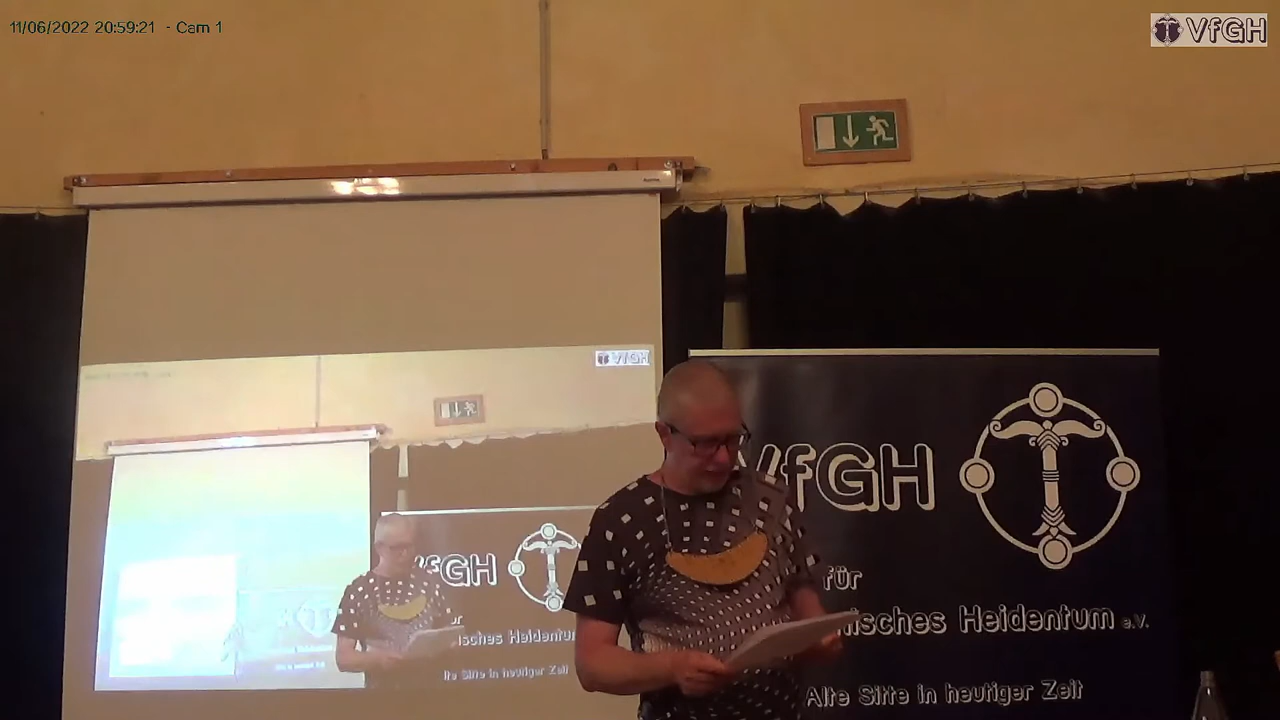 11/06/2022 20:59:21 - Cam 1
VfGH
VfGH
VfGH
für
isches Heidentum e.V.
Alte Sitte in heutiger Zeit
fGH
isches Heidentum
lte Sitte in heutiger Zeit